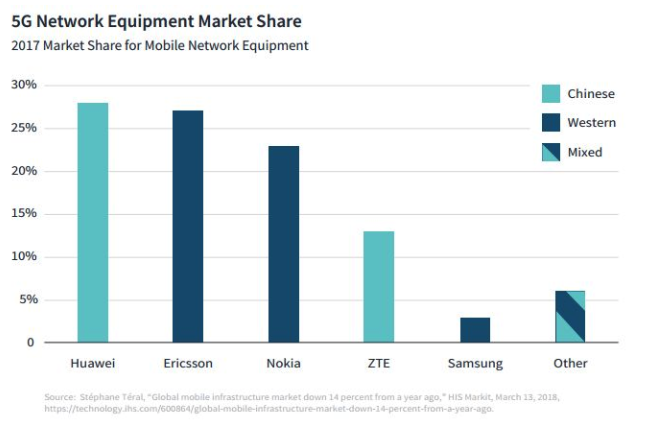 5G Network Equipment Market Share
2017 Market Share for Mobile Network Equipment
30%
25%
20%
15%
10%
5%
0
Chinese
Western
Mixed
Huawei
Ericsson
Nokia
ZTE
Samsung
Other
Source: Stéphane Téral, “Global mobile infrastructure market down 14 percent from a year ago,” HIS Markit, March 13, 2018,
https://technology.ihs.com/600864/global-mobile-infrastructure-market-down-14-percent-from-a-year-ago.